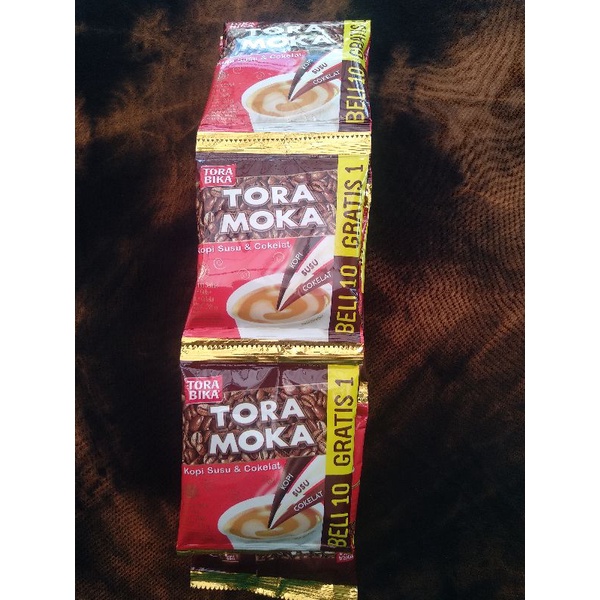 TORA
MOKA
Kopi Susu & Cokelat
KOPI
SUSU
COKELAT
BELI 10 GRATIS 1
TORA
BIKA
TORA
MOKA
Kopi Susu & Cokelat
KOPI
SUSU
COKELAT
BELI 10 GRATIS 1
TORA
BIKA
TORA
MOKA
Kopi Susu & Cokelat
KOPI
SUSU
COKELAT
BELI 10 GRATIS 1